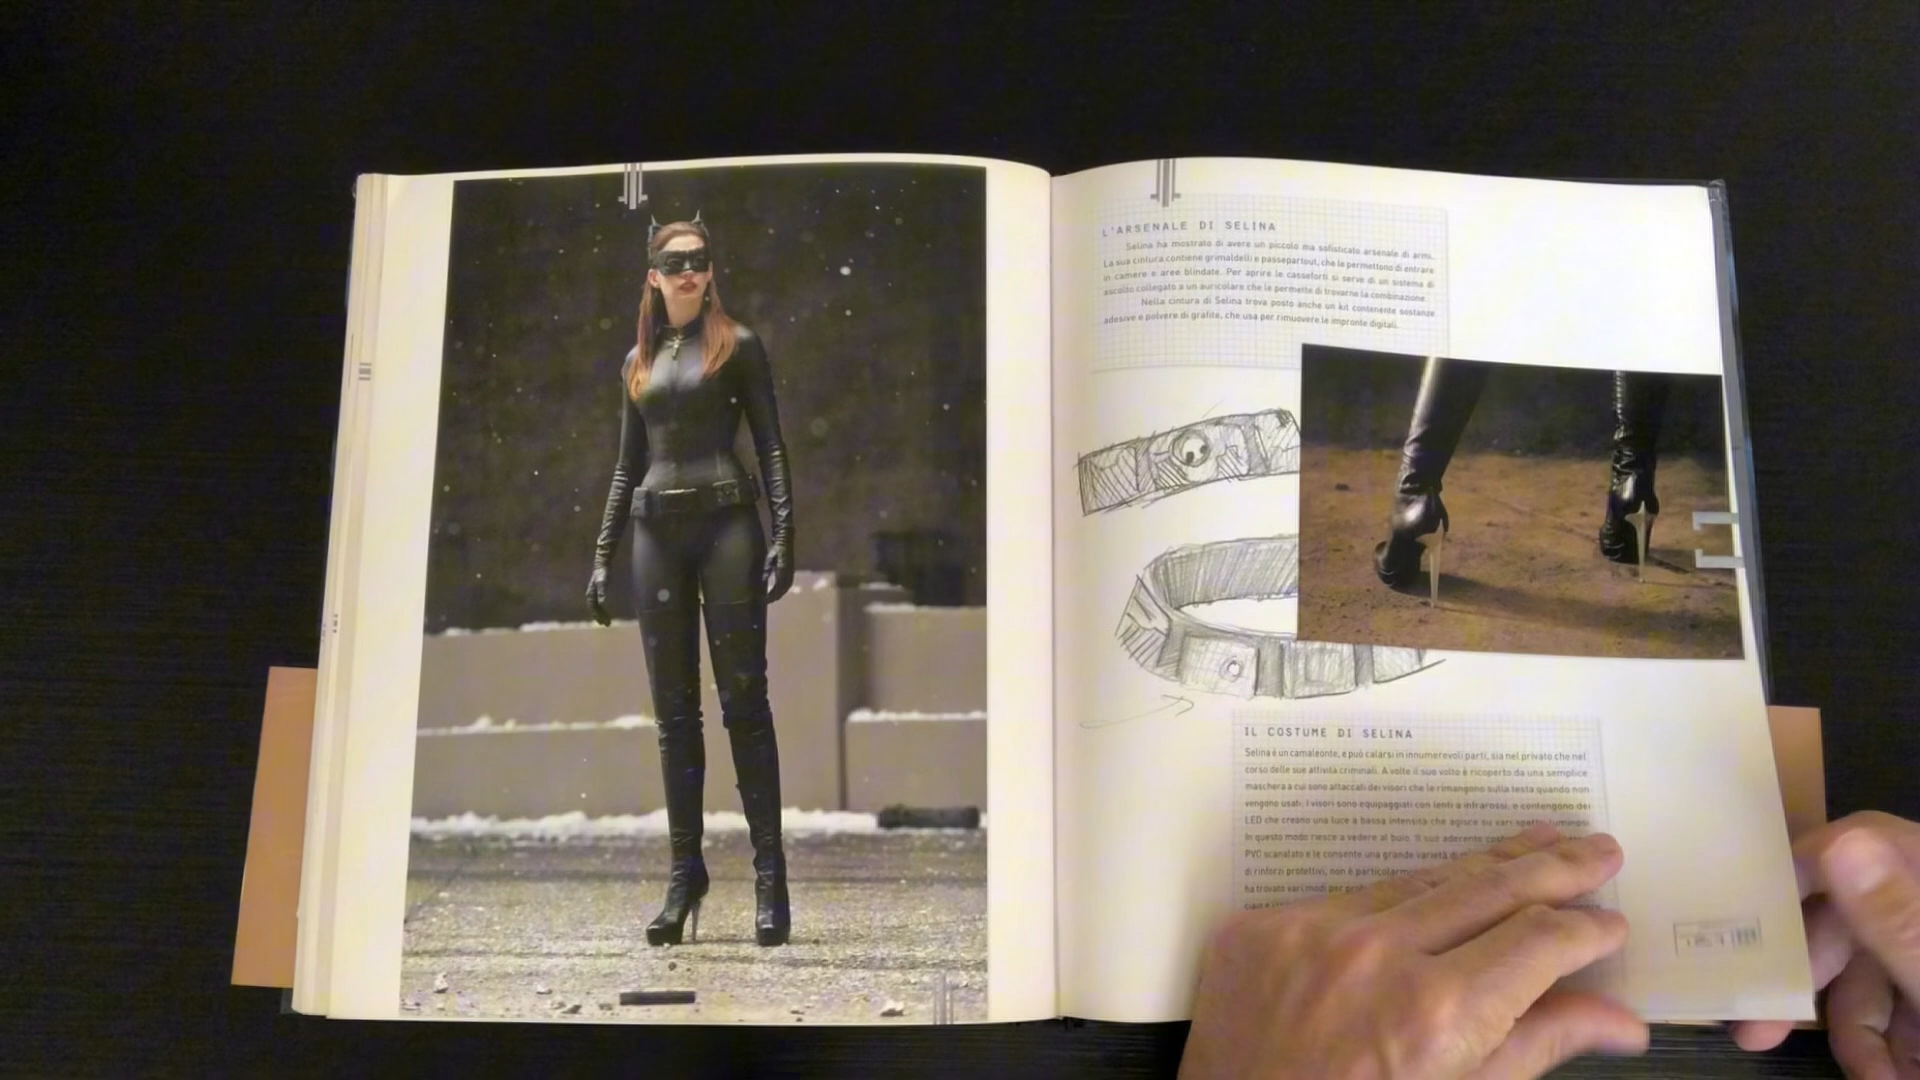 L'ARSENALE DI SELINA
Selina ha mostrato di avere un piccolo ma sofisticato arsenale di armi.
La sua cintura contiene grimaldelli e passepartout, che le permettono di entrare
in camere e aree blindate. Per aprire le casseforti si serve di un sistema di
ascolto collegato a un auricolare che le permette di trovarne la combinazione.
Nella cintura di Selina trova posto anche un kit contenente sostanze
adesive e polvere di grafite, che usa per rimuovere le impronte digitali.
IL COSTUME DI SELINA
Selina è un camaleonte, e può calarsi in innumerevoli parti, sia nel privato che nel
corso delle sue attività criminali. A volte il suo volto è ricoperto da una semplice
maschera a cui sono attaccati dei visori che le rimangono sulla testa quando non
vengono usati. I visori sono equipaggiati con lenti a infrarossi, e contengono dei
LED che creano una luce a bassa intensità che agisce su vari spettri luminosi.
In questo modo riesce a vedere al buio. Il suo aderente
PVC scanalato e le consente una grande varietà di
di rinforzi protettivi, non è
ha trovato vari modi per